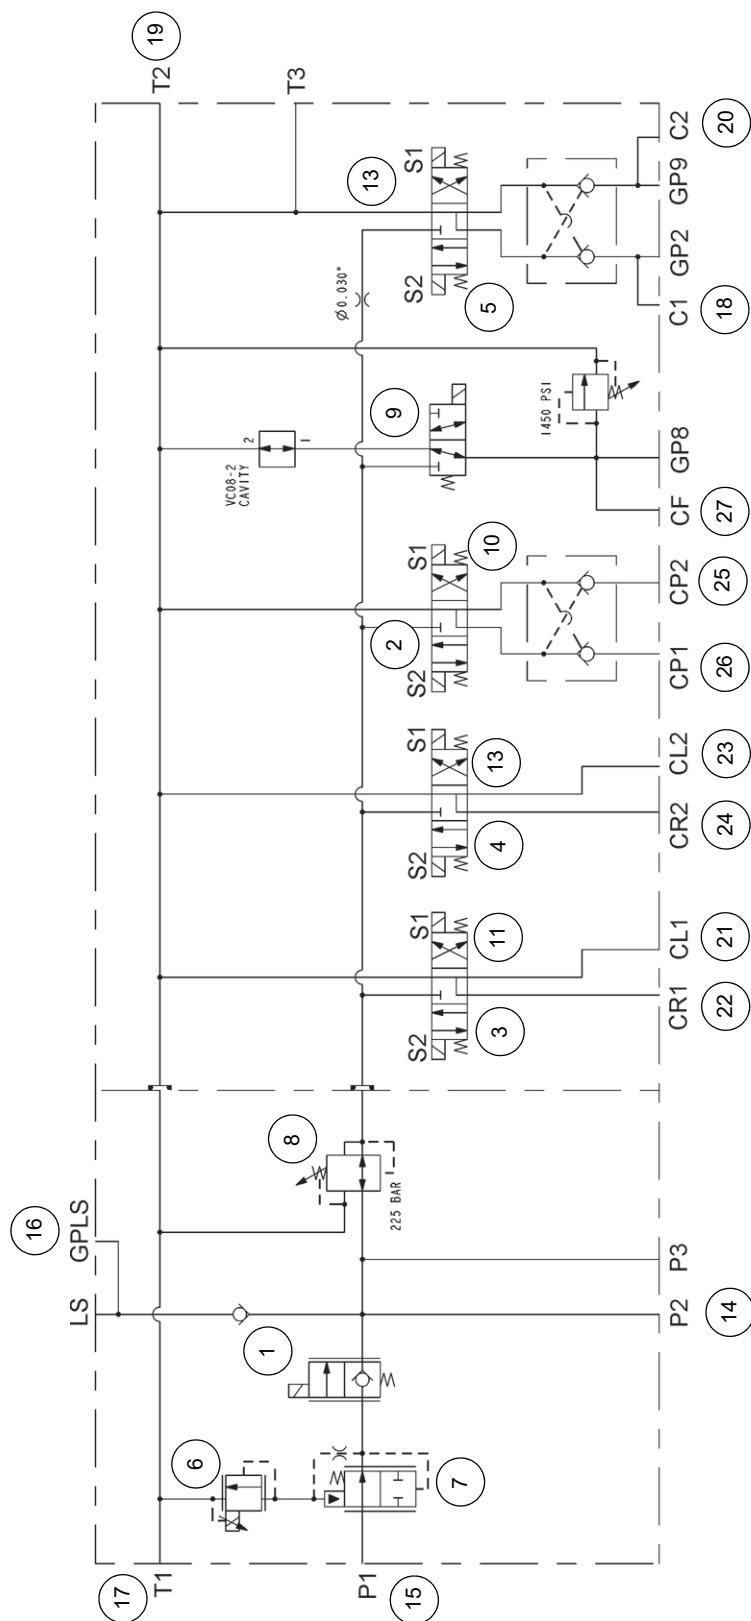 19
T2
T3
13
S1
S2
5
Ø0.030"
C2
20
GP9
GP2
C1
18
9
1450 PSI
2
1
VC08-2
CAVITY
GP8
CF
27
S1
10
2
S2
CP2
25
CP1
26
S1
13
S2
4
CL2
23
CR2
24
S1
11
S2
3
CL1
21
CR1
22
16
GPLS
LS
8
225 BAR
1
P3
P2
14
6
7
17
T1
P1
15